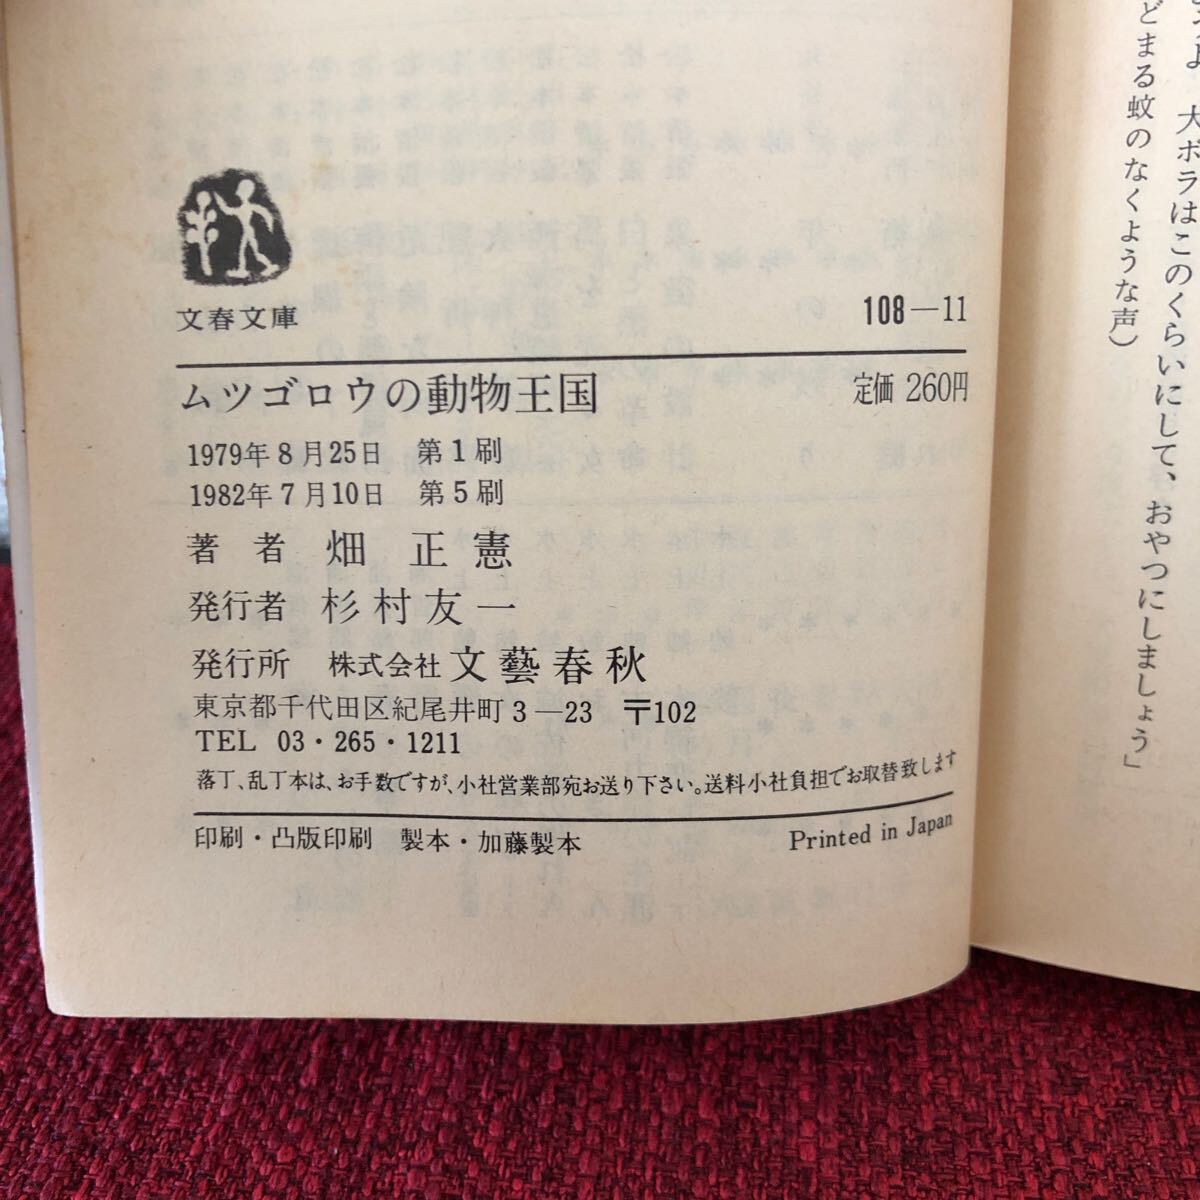 大ボラはこのくらいにして、おやつにしましょう」
どまる蚊のなくような声）
文春文庫
108—11
ムツゴロウの動物王国
定価 260円
1979年8月25日 第1刷
1982年7月10日 第5刷
著者 畑正憲
発行者 杉村友一
発行所 株式会社 文藝春秋
東京都千代田区紀尾井町3—23 〒102
TEL 03・265・1211
落丁、乱丁本は、お手数ですが、小社営業部宛お送り下さい。送料小社負担でお取替致します
印刷・凸版印刷 製本・加藤製本
Printed in Japan